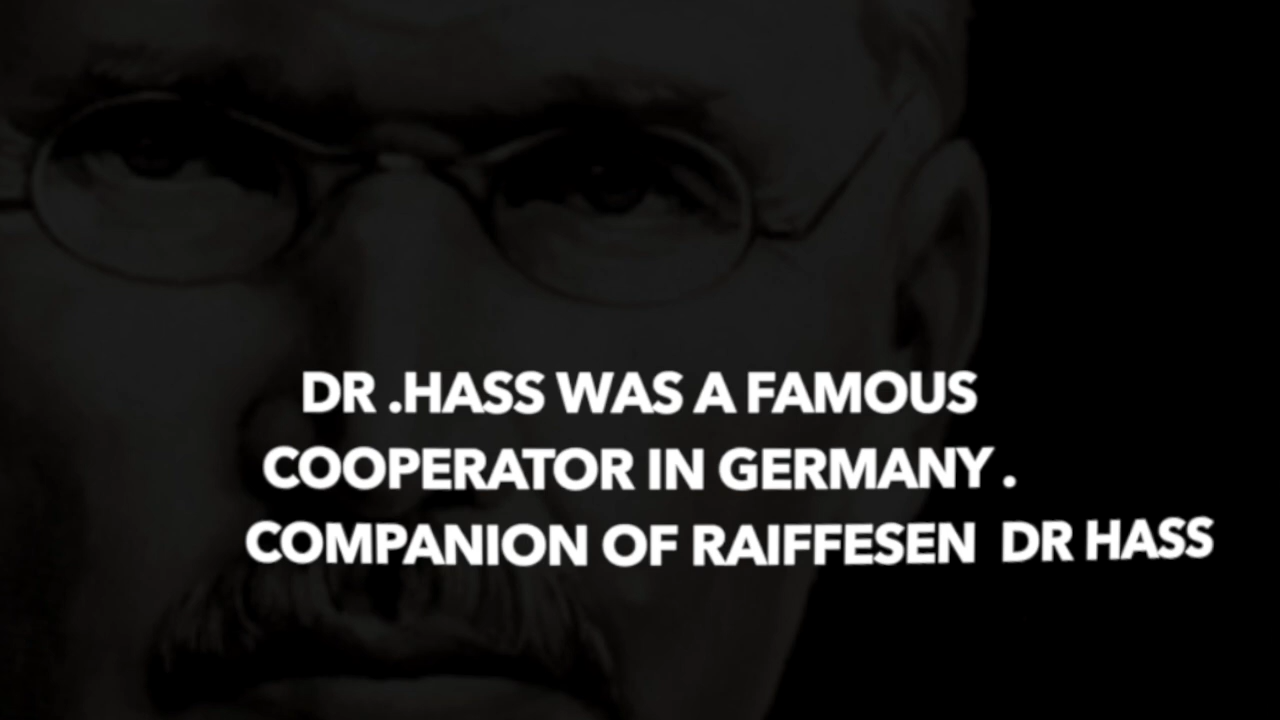 DR .HASS WAS A FAMOUS
COOPERATOR IN GERMANY .
COMPANION OF RAIFFESEN DR HASS